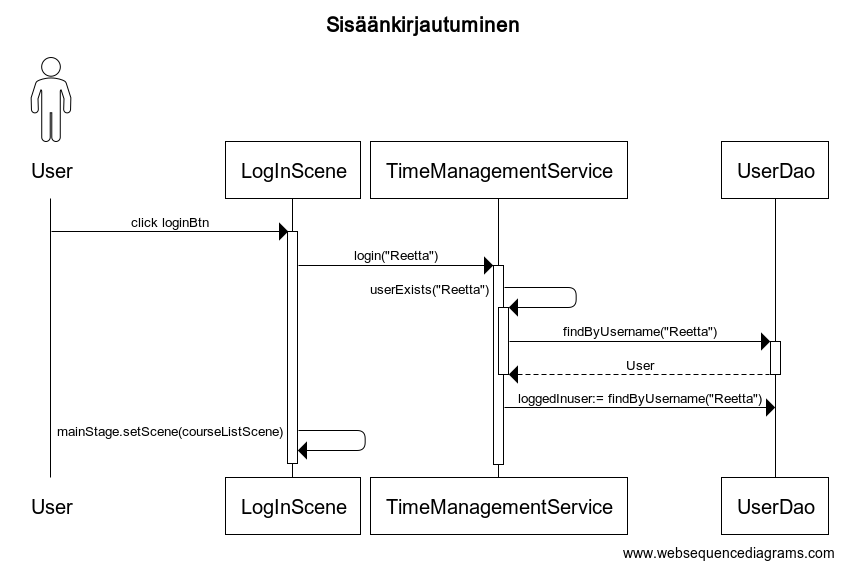 Sisäänkirjautuminen
User
LogInScene
TimeManagementService
UserDao
click loginBtn
login("Reetta")
userExists("Reetta")
findByUsername("Reetta")
User
loggedInuser:= findByUsername("Reetta")
mainStage.setScene(courseListScene)
User
LogInScene
TimeManagementService
UserDao
www.websequencediagrams.com